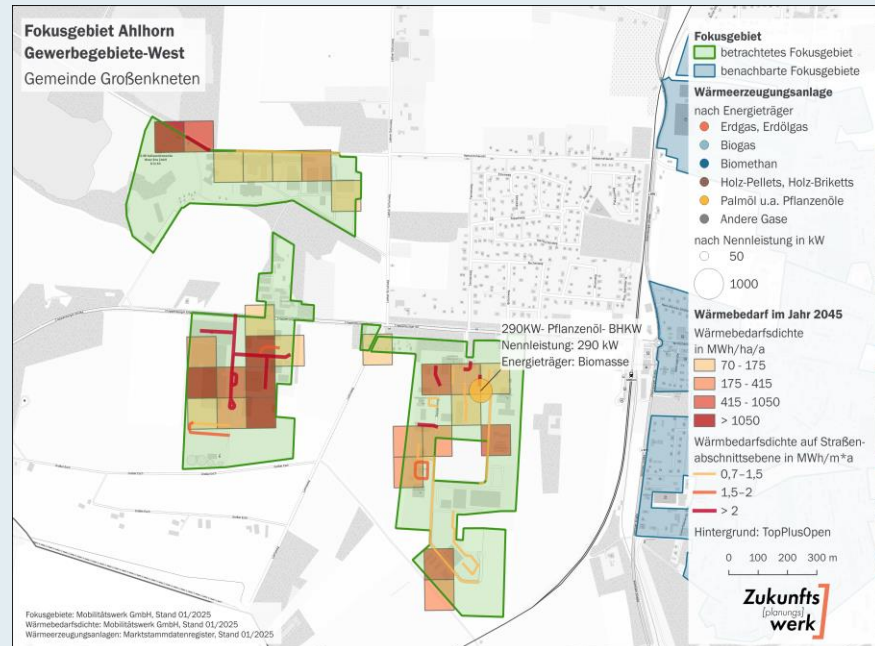 Fokusgebiet Ahlhorn
Gewerbegebiete-West
Gemeinde Großenkneten
290KW- Pflanzenöl- BHKW
Nennleistung: 290 kW
Energieträger: Biomasse
Fokusgebiet
betrachtetes Fokusgebiet
benachbarte Fokusgebiete
Wärmeerzeugungsanlage
nach Energieträger
Erdgas, Erdölgas
Biogas
Biomethan
Holz-Pellets, Holz-Briketts
Palmöl u.a. Pflanzenöle
Andere Gase
nach Nennleistung in kW
50
1000
Wärmebedarf im Jahr 2045
Wärmebedarfsdichte
in MWh/ha/a
70 - 175
175 - 415
415 - 1050
> 1050
Wärmebedarfsdichte auf Straßen-
abschnittsebene in MWh/m*a
0,7–1,5
1,5–2
> 2
Hintergrund: TopPlusOpen
0 100 200 300 m
Zukunfts
[planungs]
werk
Fokusgebiete: Mobilitätswerk GmbH, Stand 01/2025
Wärmebedarfsdichte: Mobilitätswerk GmbH, Stand 01/2025
Wärmeerzeugungsanlagen: Marktstammdatenregister, Stand 01/2025